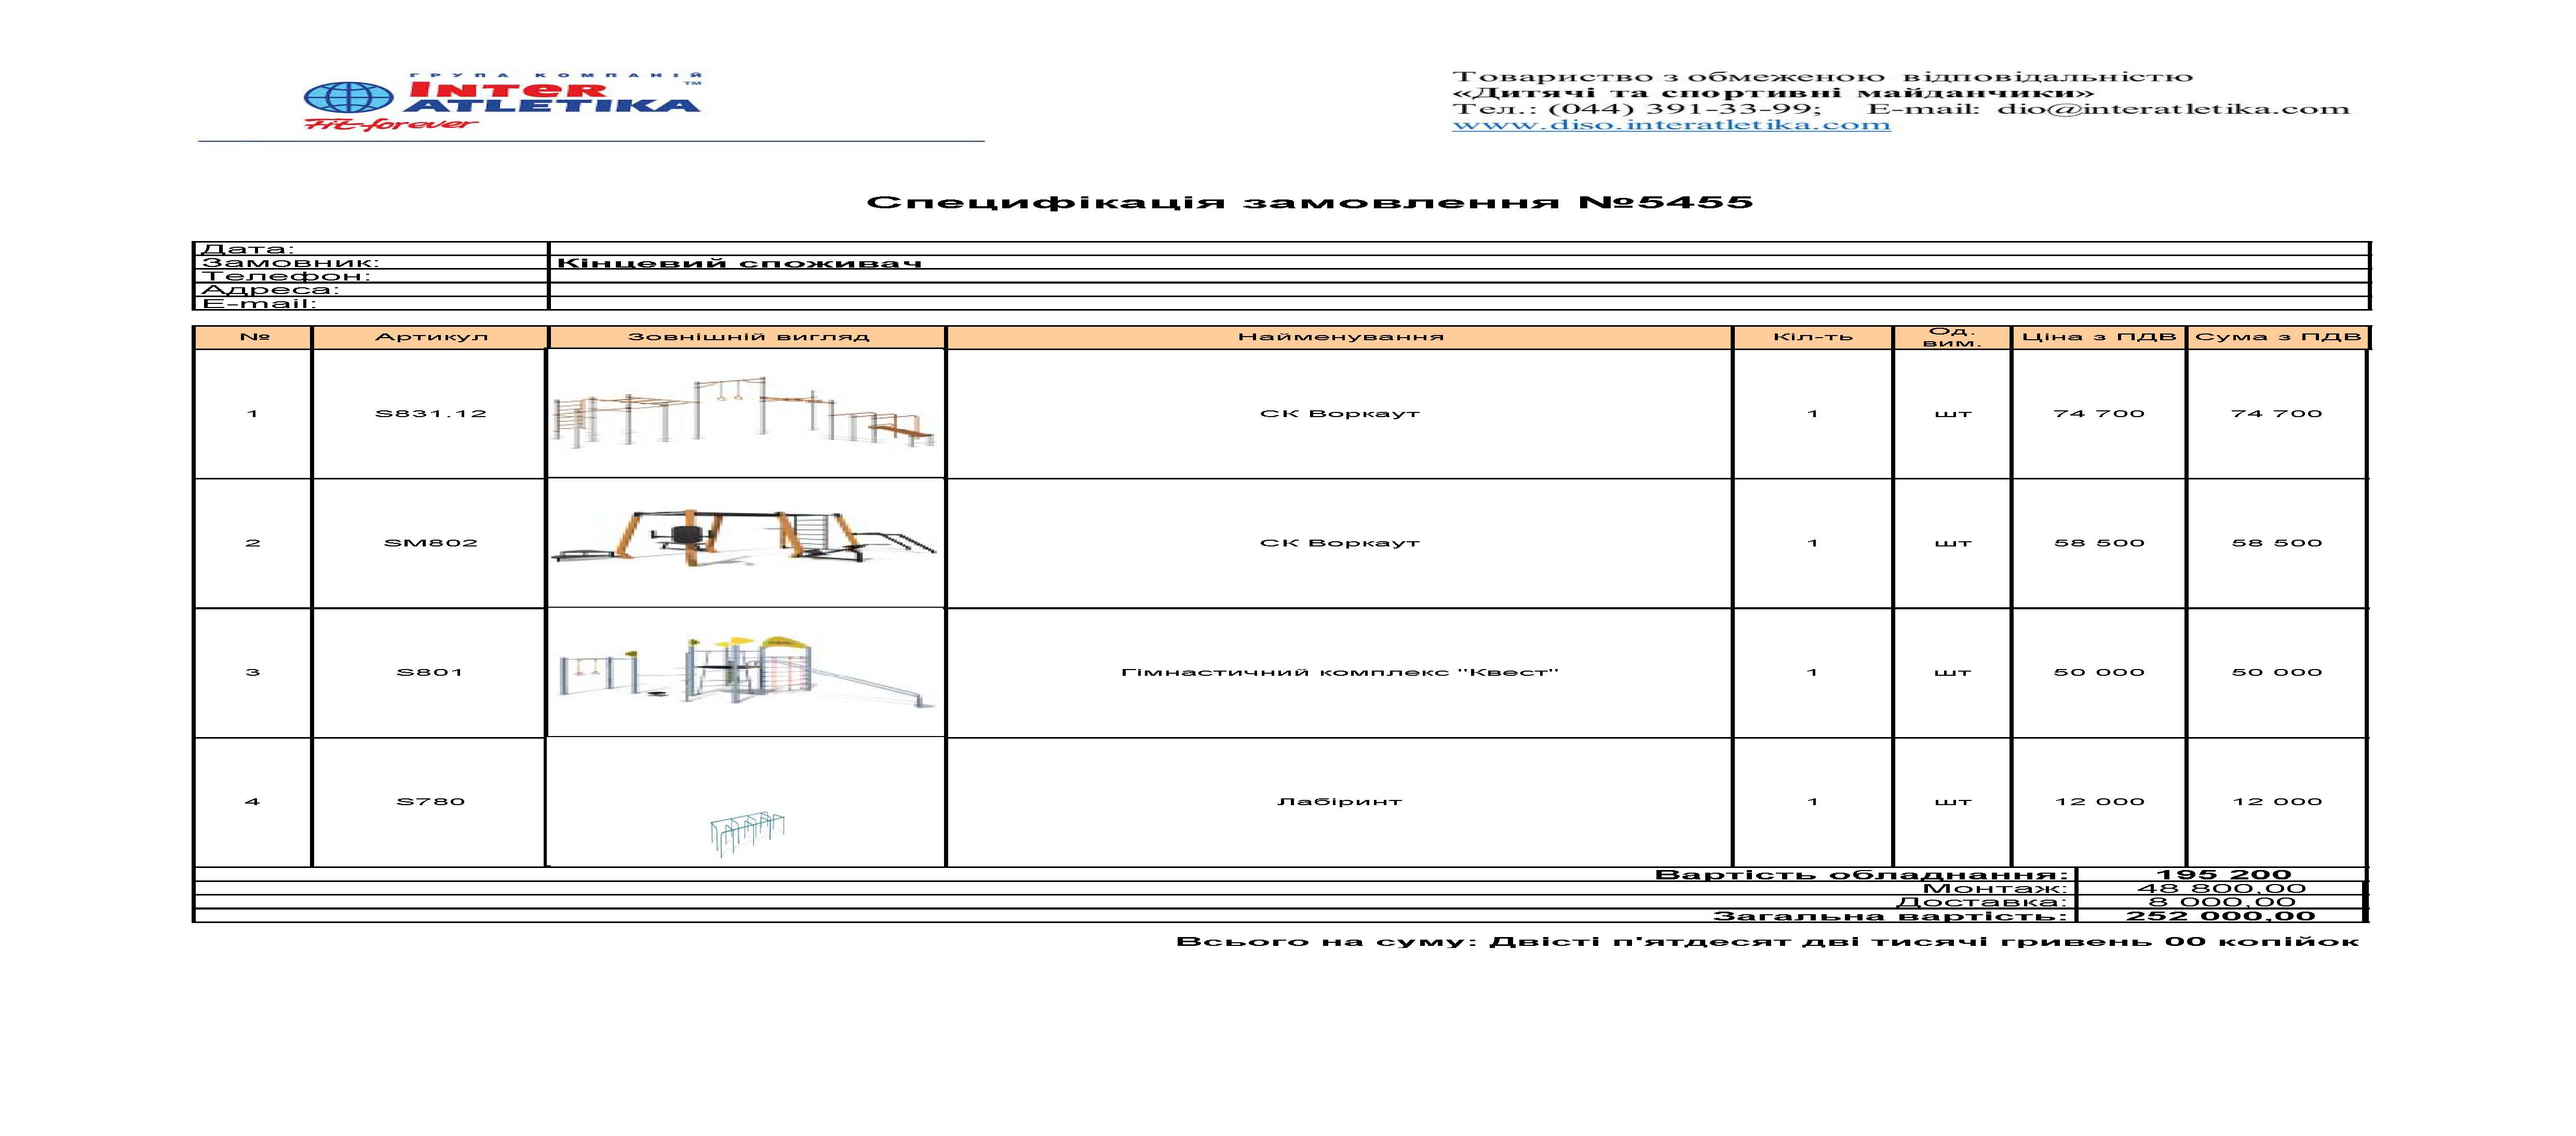 ГРУПА КОМПАНІЙ
INTER ATLETIKA™
Fit-forever
Товариство з обмеженою відповідальністю
«Дитячі та спортивні майданчики»
Тел.: (044) 391-33-99; E-mail: dio@interatletika.com
www.diso.interatletika.com
Специфікація замовлення №5455
Дата:
Замовник: Кінцевий споживач
Телефон:
Адреса:
E-mail:
№ Артикул Зовнішній вигляд Найменування Кіл-ть Од. вим. Ціна з ПДВ Сума з ПДВ
1 S831.12 СК Воркаут 1 шт 74 700 74 700
2 SM802 СК Воркаут 1 шт 58 500 58 500
3 S801 Гімнастичний комплекс "Квест" 1 шт 50 000 50 000
4 S780 Лабіринт 1 шт 12 000 12 000
Вартість обладнання: 195 200
Монтаж: 48 800,00
Доставка: 8 000,00
Загальна вартість: 252 000,00
Всього на суму: Двісті п'ятдесят дві тисячі гривень 00 копійок